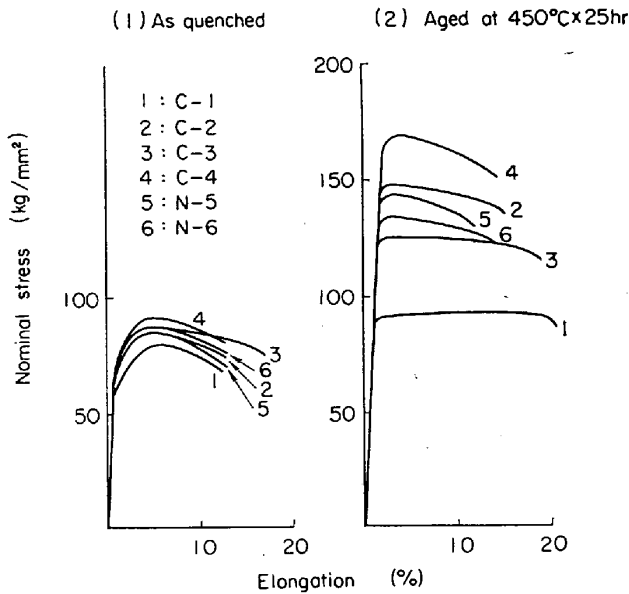 (1) As quenched
(2) Aged at 450°C×25hr
Nominal stress (kg/mm²)
1 : C-1
2 : C-2
3 : C-3
4 : C-4
5 : N-5
6 : N-6
100
50
4
3
6
1
2
5
10
20
200
150
100
50
4
2
5
6
3
1
10
20
Elongation (%)